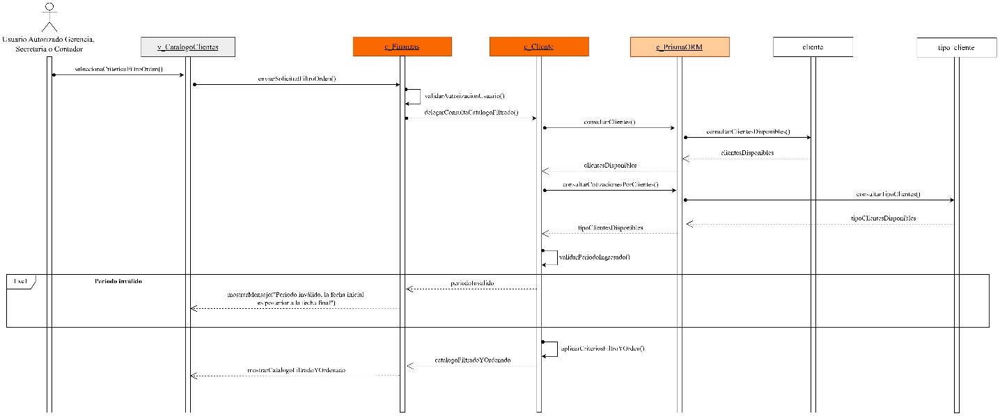 Usuario Autorizado Gerencia,
Secretaria o Contador
v_CatalogoClientes
c_Finanzas
c_Cliente
c_PrismaORM
cliente
tipo_cliente
seleccionaCriteriosFiltroOrden()
enviarSolicitudFiltroOrden()
validarAutorizacionUsuario()
delegarConsultaCatalogoFiltrado()
consultarClientes()
consultarClientesDisponibles()
clientesDisponibles
clientesDisponibles
consultarCotizacionesPorClientes()
consultarTipoClientes()
tipoClientesDisponibles
tipoClientesDisponibles
validarPeriodoIngresado()
Exc1
Periodo inválido
periodoInvalido
mostrarMensaje("Periodo inválido, la fecha inicial
es posterior a la fecha final")
aplicarCriteriosFiltroYOrden()
catalogoFiltradoYOrdenado
mostrarCatalogoFiltradoYOrdenado